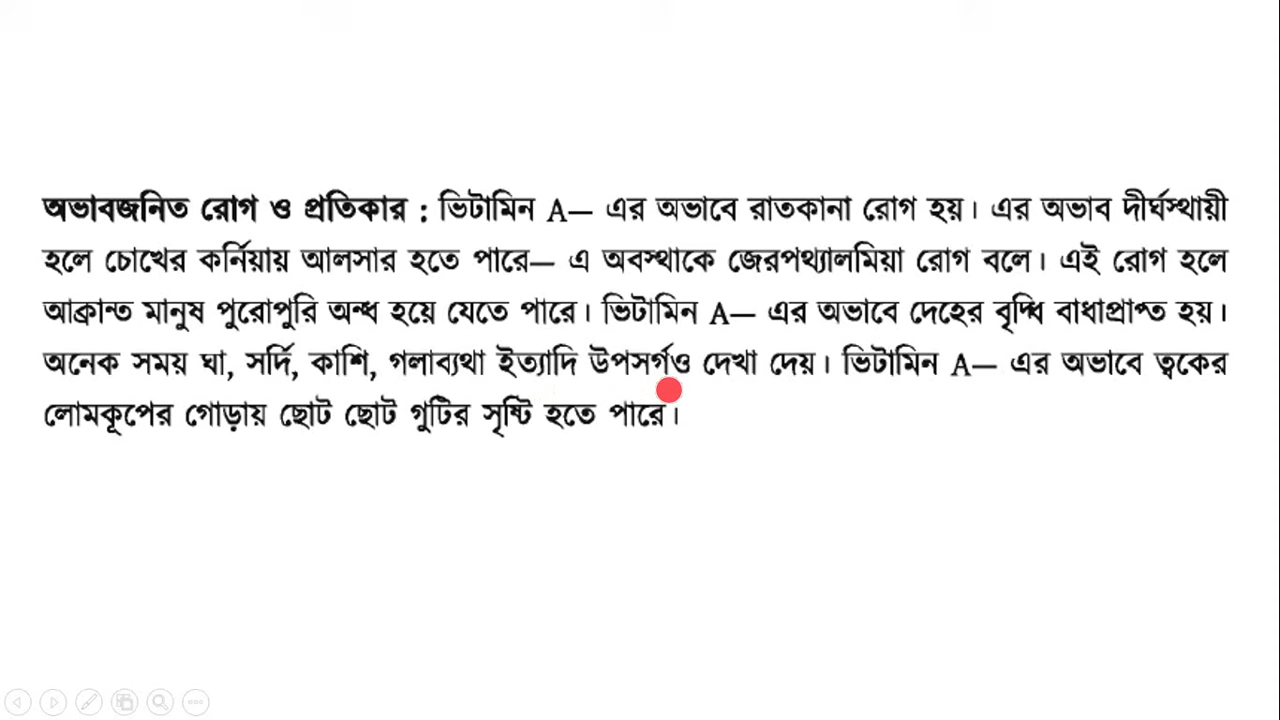 অভাবজনিত রোগ ও প্রতিকার : ভিটামিন A– এর অভাবে রাতকানা রোগ হয়। এর অভাব দীর্ঘস্থায়ী
হলে চোখের কর্নিয়ায় আলসার হতে পারে– এ অবস্থাকে জেরপথ্যালমিয়া রোগ বলে। এই রোগ হলে
আক্রান্ত মানুষ পুরোপুরি অন্ধ হয়ে যেতে পারে। ভিটামিন A– এর অভাবে দেহের বৃদ্ধি বাধাপ্রাপ্ত হয়।
অনেক সময় ঘা, সর্দি, কাশি, গলাব্যথা ইত্যাদি উপসর্গও দেখা দেয়। ভিটামিন A– এর অভাবে ত্বকের
লোমকূপের গোড়ায় ছোট ছোট গুটির সৃষ্টি হতে পারে।